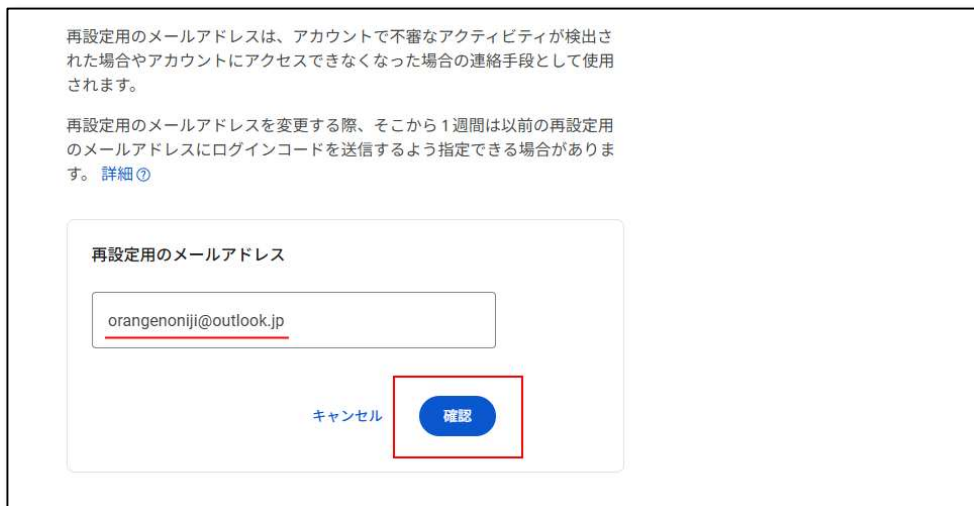 再設定用のメールアドレスは、アカウントで不審なアクティビティが検出さ
れた場合やアカウントにアクセスできなくなった場合の連絡手段として使用
されます。
再設定用のメールアドレスを変更する際、そこから1週間は以前の再設定用
のメールアドレスにログインコードを送信するよう指定できる場合がありま
す。 詳細
再設定用のメールアドレス
orangenoniji@outlook.jp
キャンセル 確認